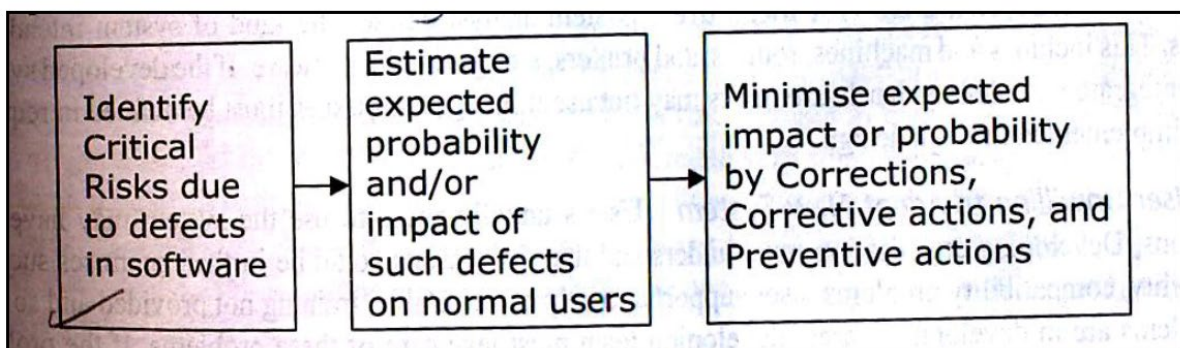 Identify
Critical
Risks due
to defects
in software
Estimate
expected
probability
and/or
impact of
such defects
on normal users
Minimise expected
impact or probability
by Corrections,
Corrective actions, and
Preventive actions